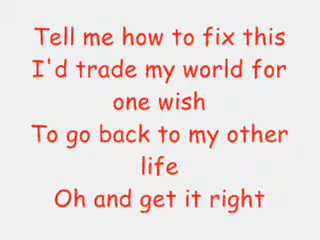 Tell me how to fix this
I'd trade my world for
one wish
To go back to my other
life
Oh and get it right